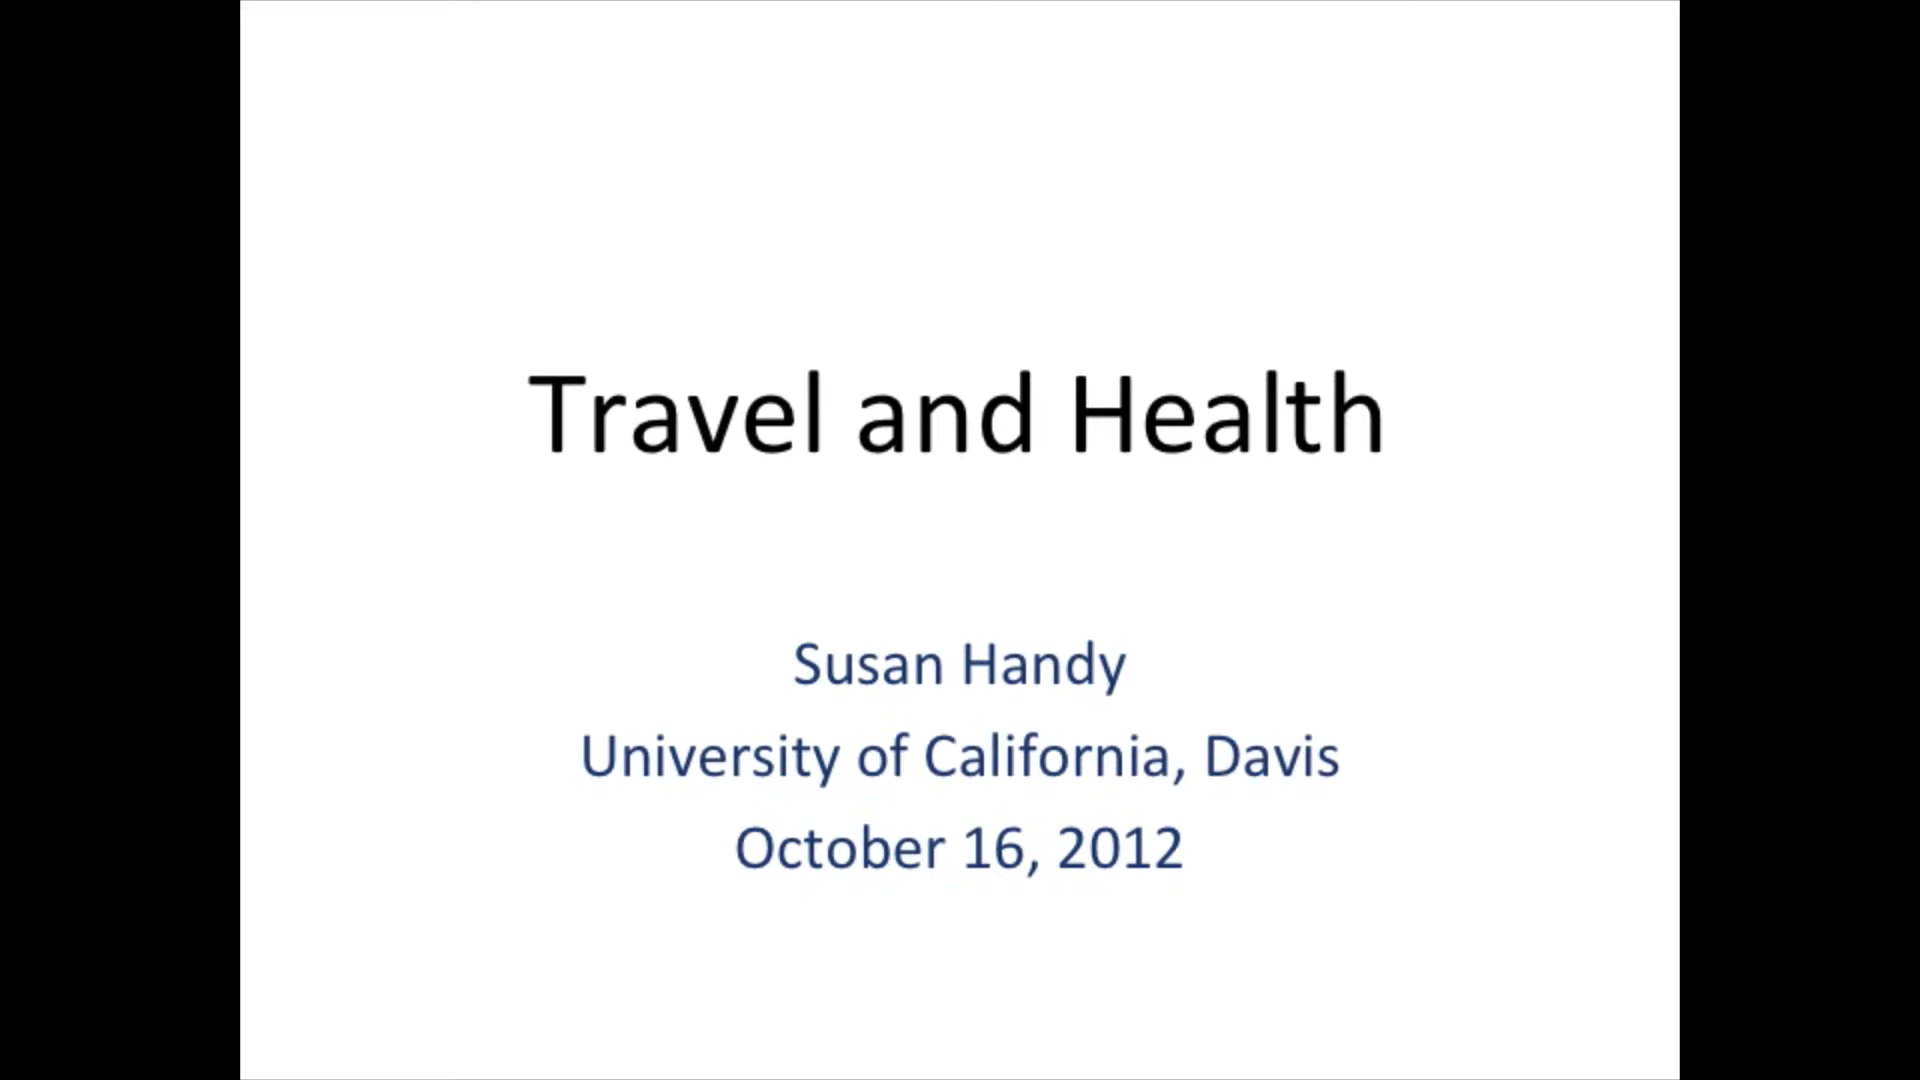 Travel and Health
Susan Handy
University of California, Davis
October 16, 2012